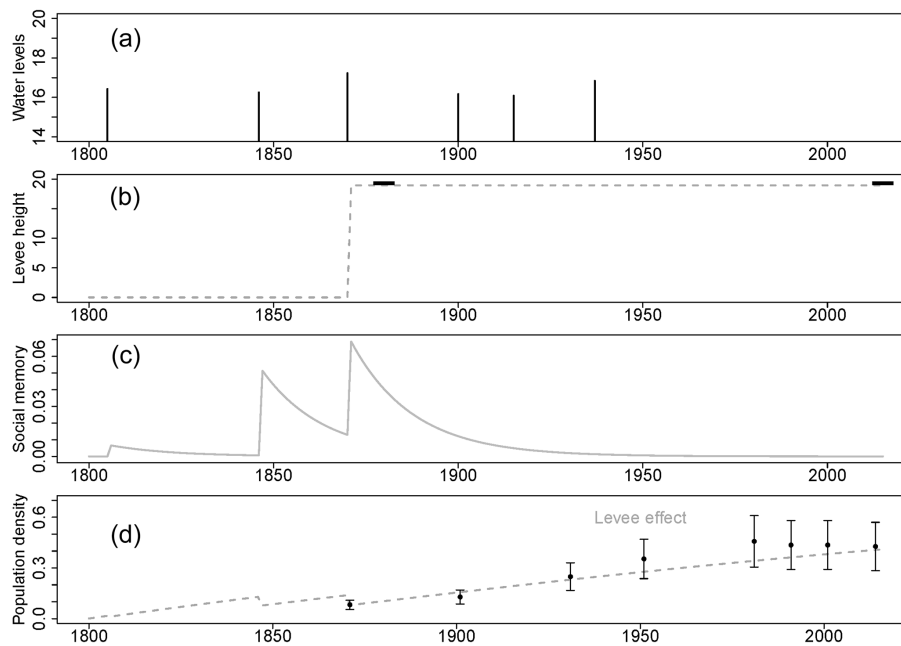 (a)
Water levels
14 16 18 20
1800 1850 1900 1950 2000
(b)
Levee height
0 5 10 20
1800 1850 1900 1950 2000
(c)
Social memory
0.00 0.03 0.06
1800 1850 1900 1950 2000
(d)
Levee effect
Population density
0.0 0.3 0.6
1800 1850 1900 1950 2000